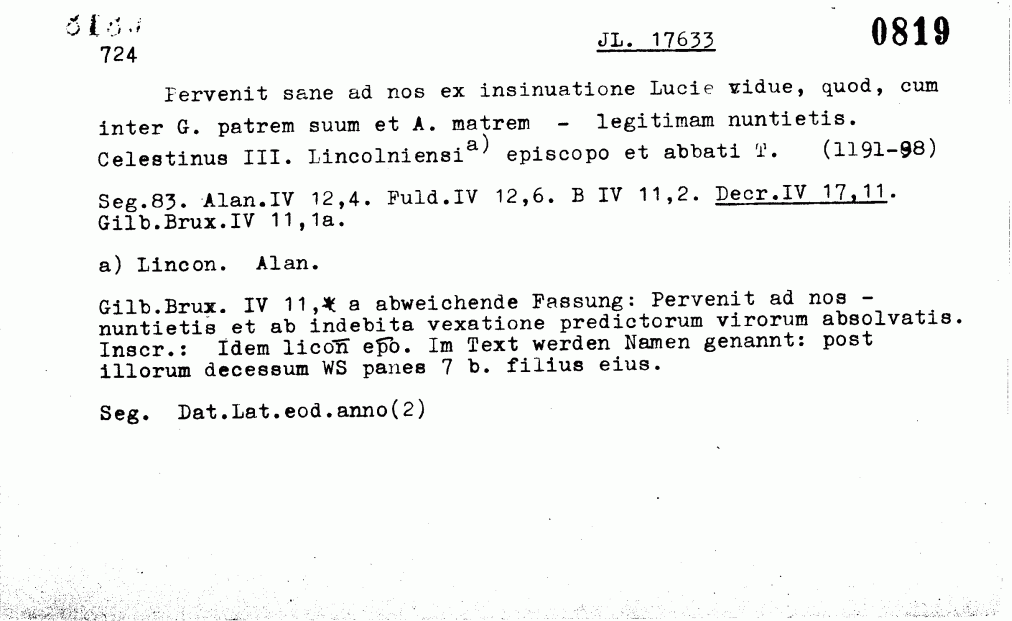 JL. 17633 0819
724
Pervenit sane ad nos ex insinuatione Lucie vidue, quod, cum
inter G. patrem suum et A. matrem - legitimam nuntietis.
Celestinus III. Lincolniensi a) episcopo et abbati T. (1191-98)
Seg.83. Alan.IV 12,4. Fuld.IV 12,6. B IV 11,2. Decr.IV 17,11.
Gilb.Brux.IV 11,1a.
a) Lincon. Alan.
Gilb.Brux. IV 11, a abweichende Fassung: Pervenit ad nos -
nuntietis et ab indebita vexatione predictorum virorum absolvatis.
Inscr.: Idem licon̅ ep̅o. Im Text werden Namen genannt: post
illorum decessum WS panes 7 b. filius eius.
Seg. Dat.Lat.eod.anno(2)